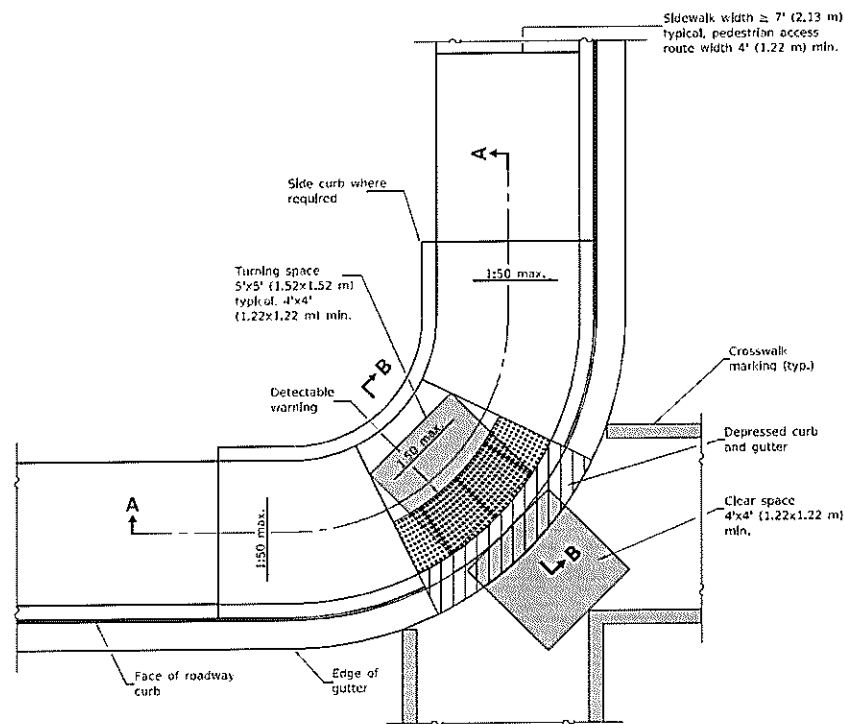 Sidewalk width ≥ 7' (2.13 m)
typical, pedestrian access
route width 4' (1.22 m) min.
A
Side curb where
required
Turning space
5'x5' (1.52x1.52 m)
typical. 4'x4'
(1.22x1.22 m) min.
1:50 max.
B
Crosswalk
marking (typ.)
Detectable
warning
1:50 max.
Depressed curb
and gutter
A
1:50 max.
Clear space
4'x4' (1.22x1.22 m)
min.
B
Face of roadway
curb
Edge of
gutter